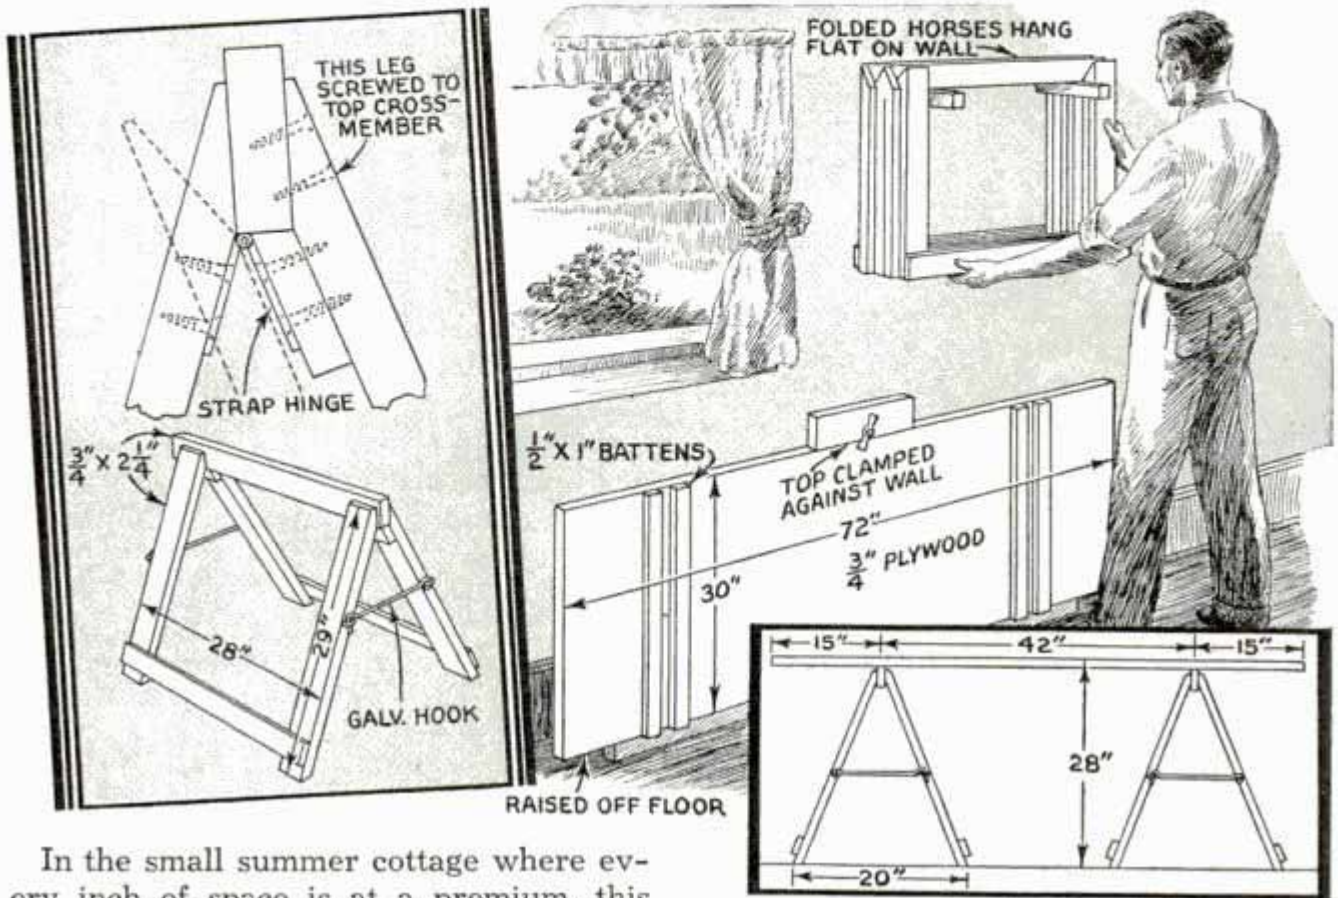 THIS LEG
SCREWED TO
TOP CROSS-
MEMBER
STRAP HINGE
3/4" X 2 1/4"
28"
29"
GALV. HOOK
FOLDED HORSES HANG
FLAT ON WALL
1/2" X 1" BATTENS
TOP CLAMPED
AGAINST WALL
72"
3/4" PLYWOOD
30"
RAISED OFF FLOOR
15" 42" 15"
28"
20"
In the small summer cottage where ev-
ery inch of space is at a premium, this